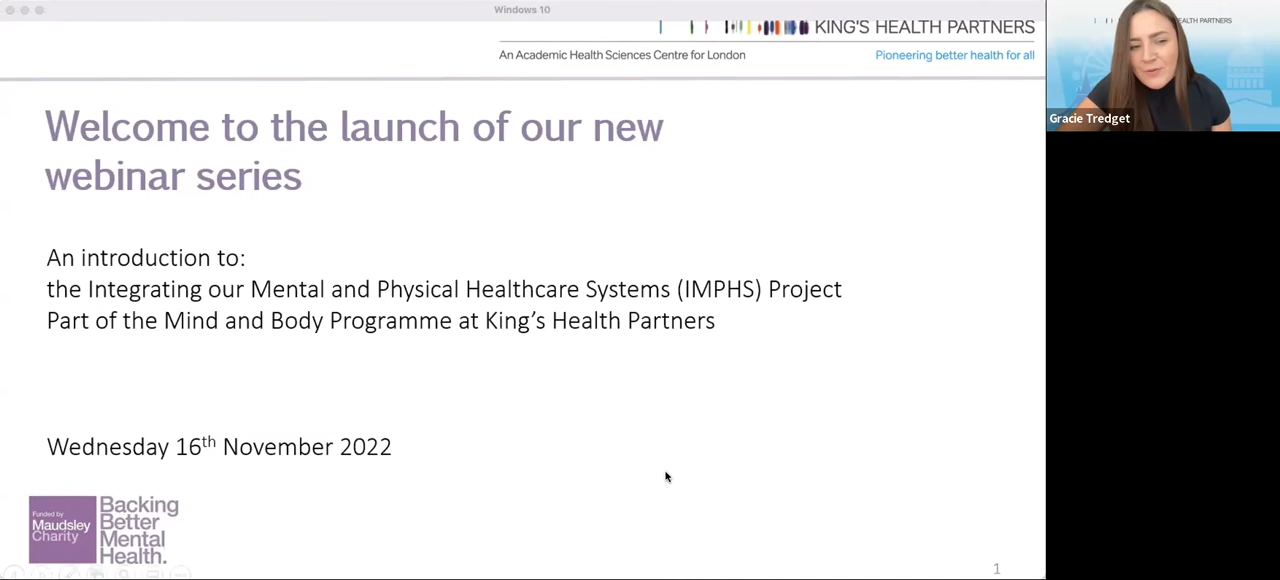 Windows 10
KING'S HEALTH PARTNERS
An Academic Health Sciences Centre for London
Pioneering better health for all
EALTH PARTNERS
Gracie Tredget
Welcome to the launch of our new
webinar series
An introduction to:
the Integrating our Mental and Physical Healthcare Systems (IMPHS) Project
Part of the Mind and Body Programme at King's Health Partners
Wednesday 16th November 2022
Funded by
Maudsley
Charity
Backing
Better
Mental
Health.
1